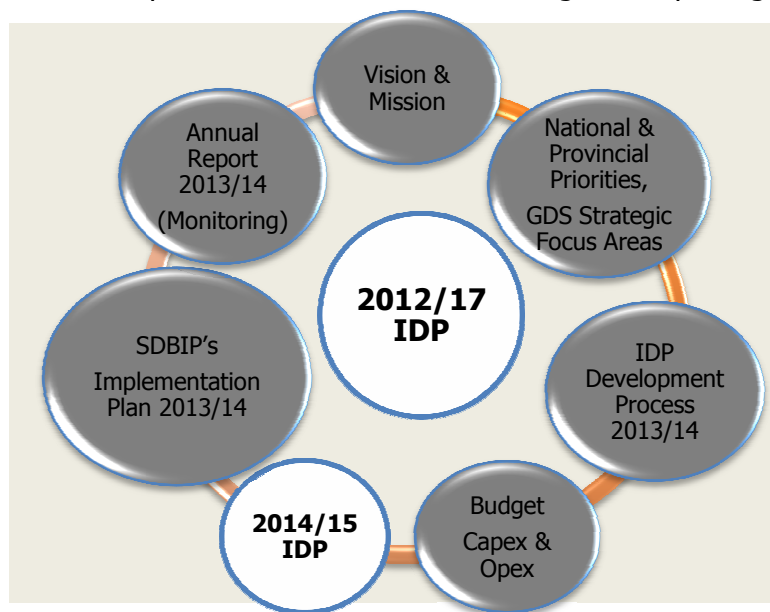 Vision &
Mission
National &
Provincial
Priorities,
GDS Strategic
Focus Areas
IDP
Development
Process
2013/14
Budget
Capex &
Opex
2014/15
IDP
SDBIP's
Implementation
Plan 2013/14
Annual
Report
2013/14
(Monitoring)
2012/17
IDP